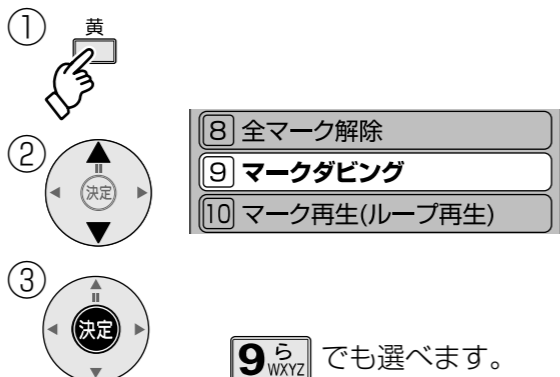 ① 黄
8 全マーク解除
② 決定
9 マークダビング
10 マーク再生(ループ再生)
③ 決定
9 ら WXYZ でも選べます。